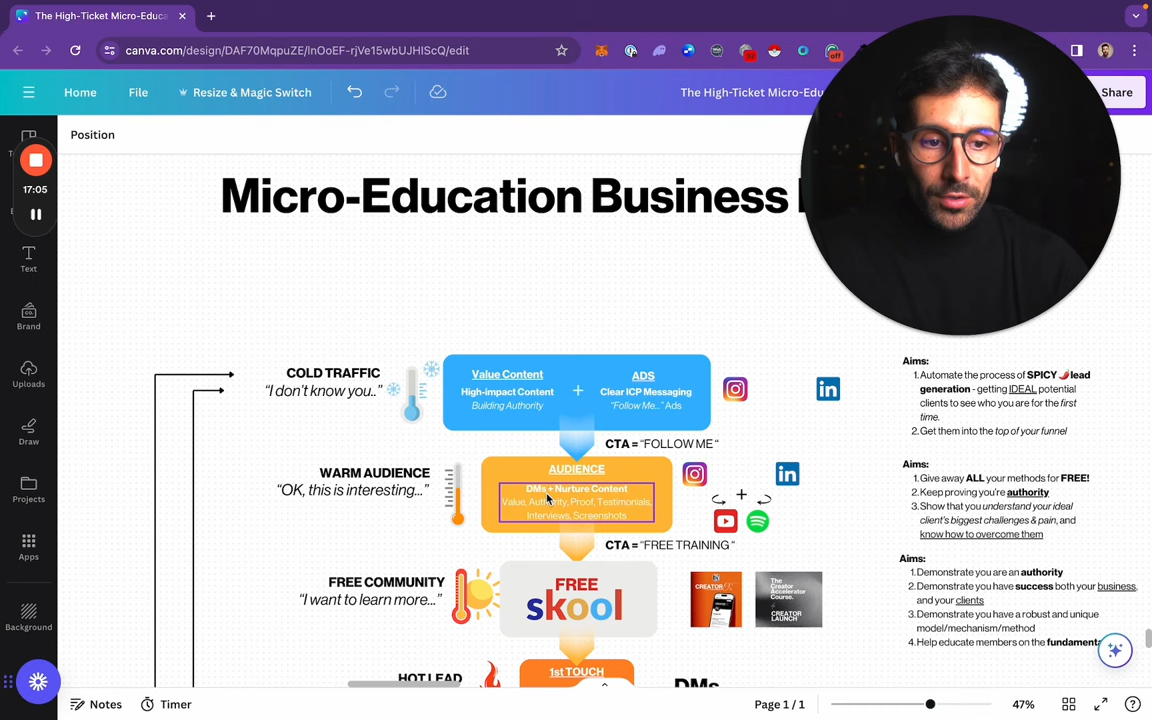 The High-Ticket Micro-Educa
canva.com/design/DAF70MqpuZE/InOoEF-rjVe15wbUJHIScQ/edit
off
Home
File
Resize & Magic Switch
The High-Ticket Micro-Edu
Share
Position
17:05
Text
Brand
Uploads
Draw
Projects
Apps
Background
Micro-Education Business
COLD TRAFFIC
“I don’t know you..”
Value Content
High-impact Content
Building Authority
+
ADS
Clear ICP Messaging
“Follow Me...” Ads
CTA = “FOLLOW ME“
Aims:
1. Automate the process of SPICY 🌶️ lead
generation - getting IDEAL potential
clients to see who you are for the first
time.
2. Get them into the top of your funnel
WARM AUDIENCE
“OK, this is interesting...”
AUDIENCE
DMs + Nurture Content
Value, Authority, Proof, Testimonials,
Interviews, Screenshots
+
CTA = “FREE TRAINING“
Aims:
1. Give away ALL your methods for FREE!
2. Keep proving you’re authority
3. Show that you understand your ideal
client’s biggest challenges & pain, and
know how to overcome them
FREE COMMUNITY
“I want to learn more...”
FREE
skool
The
Creator
Accelerator
Course.
CREATOR
LAUNCH
Aims:
1. Demonstrate you are an authority
2. Demonstrate you have success both your business,
and your clients
3. Demonstrate you have a robust and unique
model/mechanism/method
4. Help educate members on the fundament
HOT LEAD
1st TOUCH
DMs
Notes
Timer
Page 1 / 1
47%